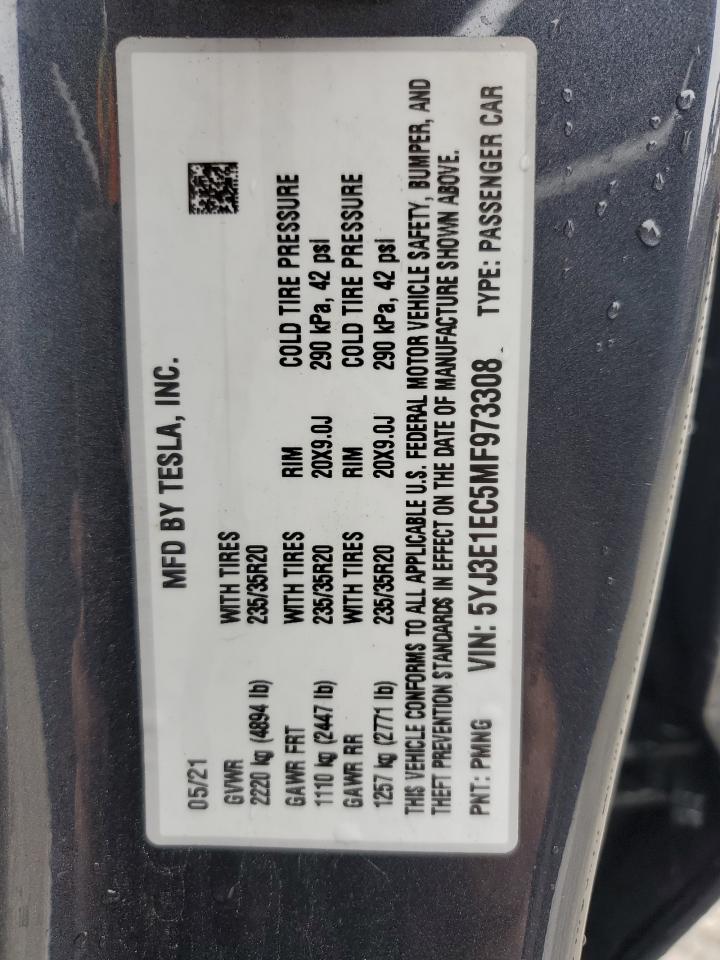 MFD BY TESLA, INC.
05/21
GVWR WITH TIRES
2220 kg (4894 lb) 235/35R20
GAWR FRT WITH TIRES RIM COLD TIRE PRESSURE
1110 kg (2447 lb) 235/35R20 20X9.0J 290 kPa, 42 psi
GAWR RR WITH TIRES RIM COLD TIRE PRESSURE
1257 kg (2771 lb) 235/35R20 20X9.0J 290 kPa, 42 psi
THIS VEHICLE CONFORMS TO ALL APPLICABLE U.S. FEDERAL MOTOR VEHICLE SAFETY, BUMPER, AND
THEFT PREVENTION STANDARDS IN EFFECT ON THE DATE OF MANUFACTURE SHOWN ABOVE.
PNT: PMNG VIN: 5YJ3E1EC5MF973308 TYPE: PASSENGER CAR